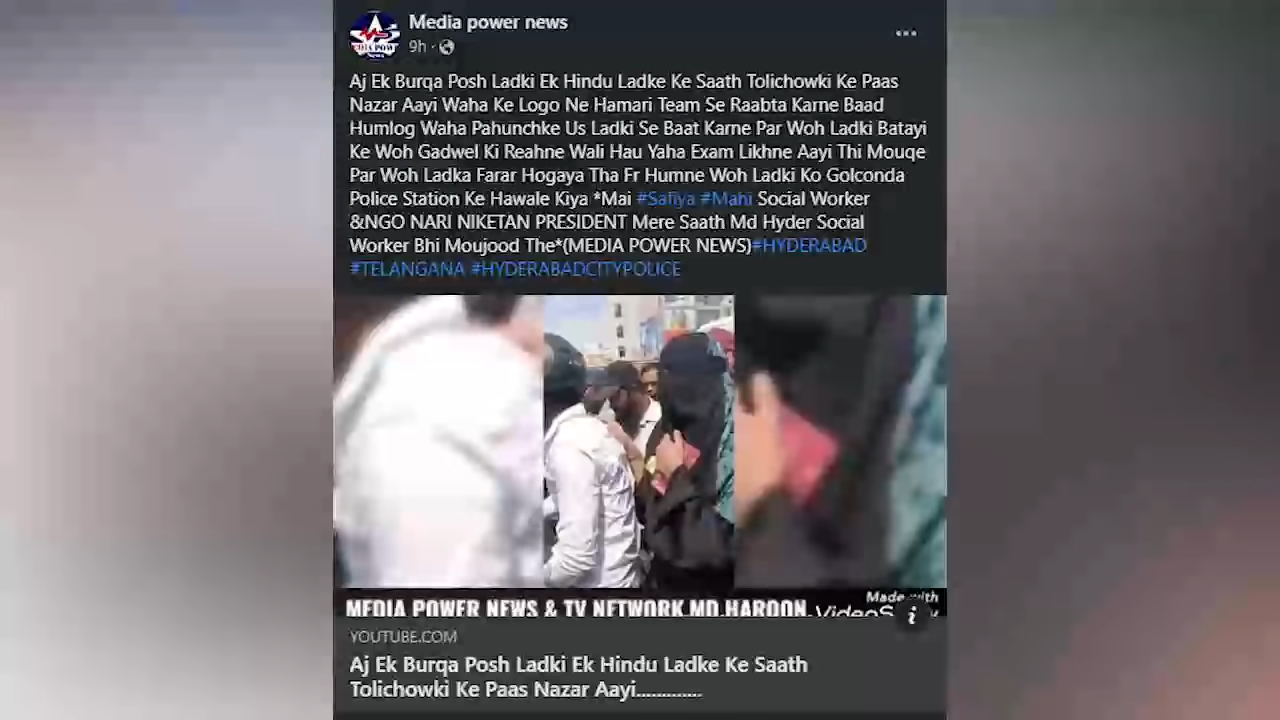 Media power news
9h
Aj Ek Burqa Posh Ladki Ek Hindu Ladke Ke Saath Tolichowki Ke Paas
Nazar Aayi Waha Ke Logo Ne Hamari Team Se Raabta Karne Baad
Humlog Waha Pahunchke Us Ladki Se Baat Karne Par Woh Ladki Batayi
Ke Woh Gadwel Ki Reahne Wali Hau Yaha Exam Likhne Aayi Thi Mouqe
Par Woh Ladka Farar Hogaya Tha Fr Humne Woh Ladki Ko Golconda
Police Station Ke Hawale Kiya *Mai #Safiya #Mahi Social Worker
&NGO NARI NIKETAN PRESIDENT Mere Saath Md Hyder Social
Worker Bhi Moujood The*(MEDIA POWER NEWS)#HYDERABAD
#TELANGANA #HYDERABADCITYPOLICE
MEDIA POWER NEWS & TV NETWORK MD.HAROON
Made with
YOUTUBE.COM
Aj Ek Burqa Posh Ladki Ek Hindu Ladke Ke Saath
Tolichowki Ke Paas Nazar Aayi.............